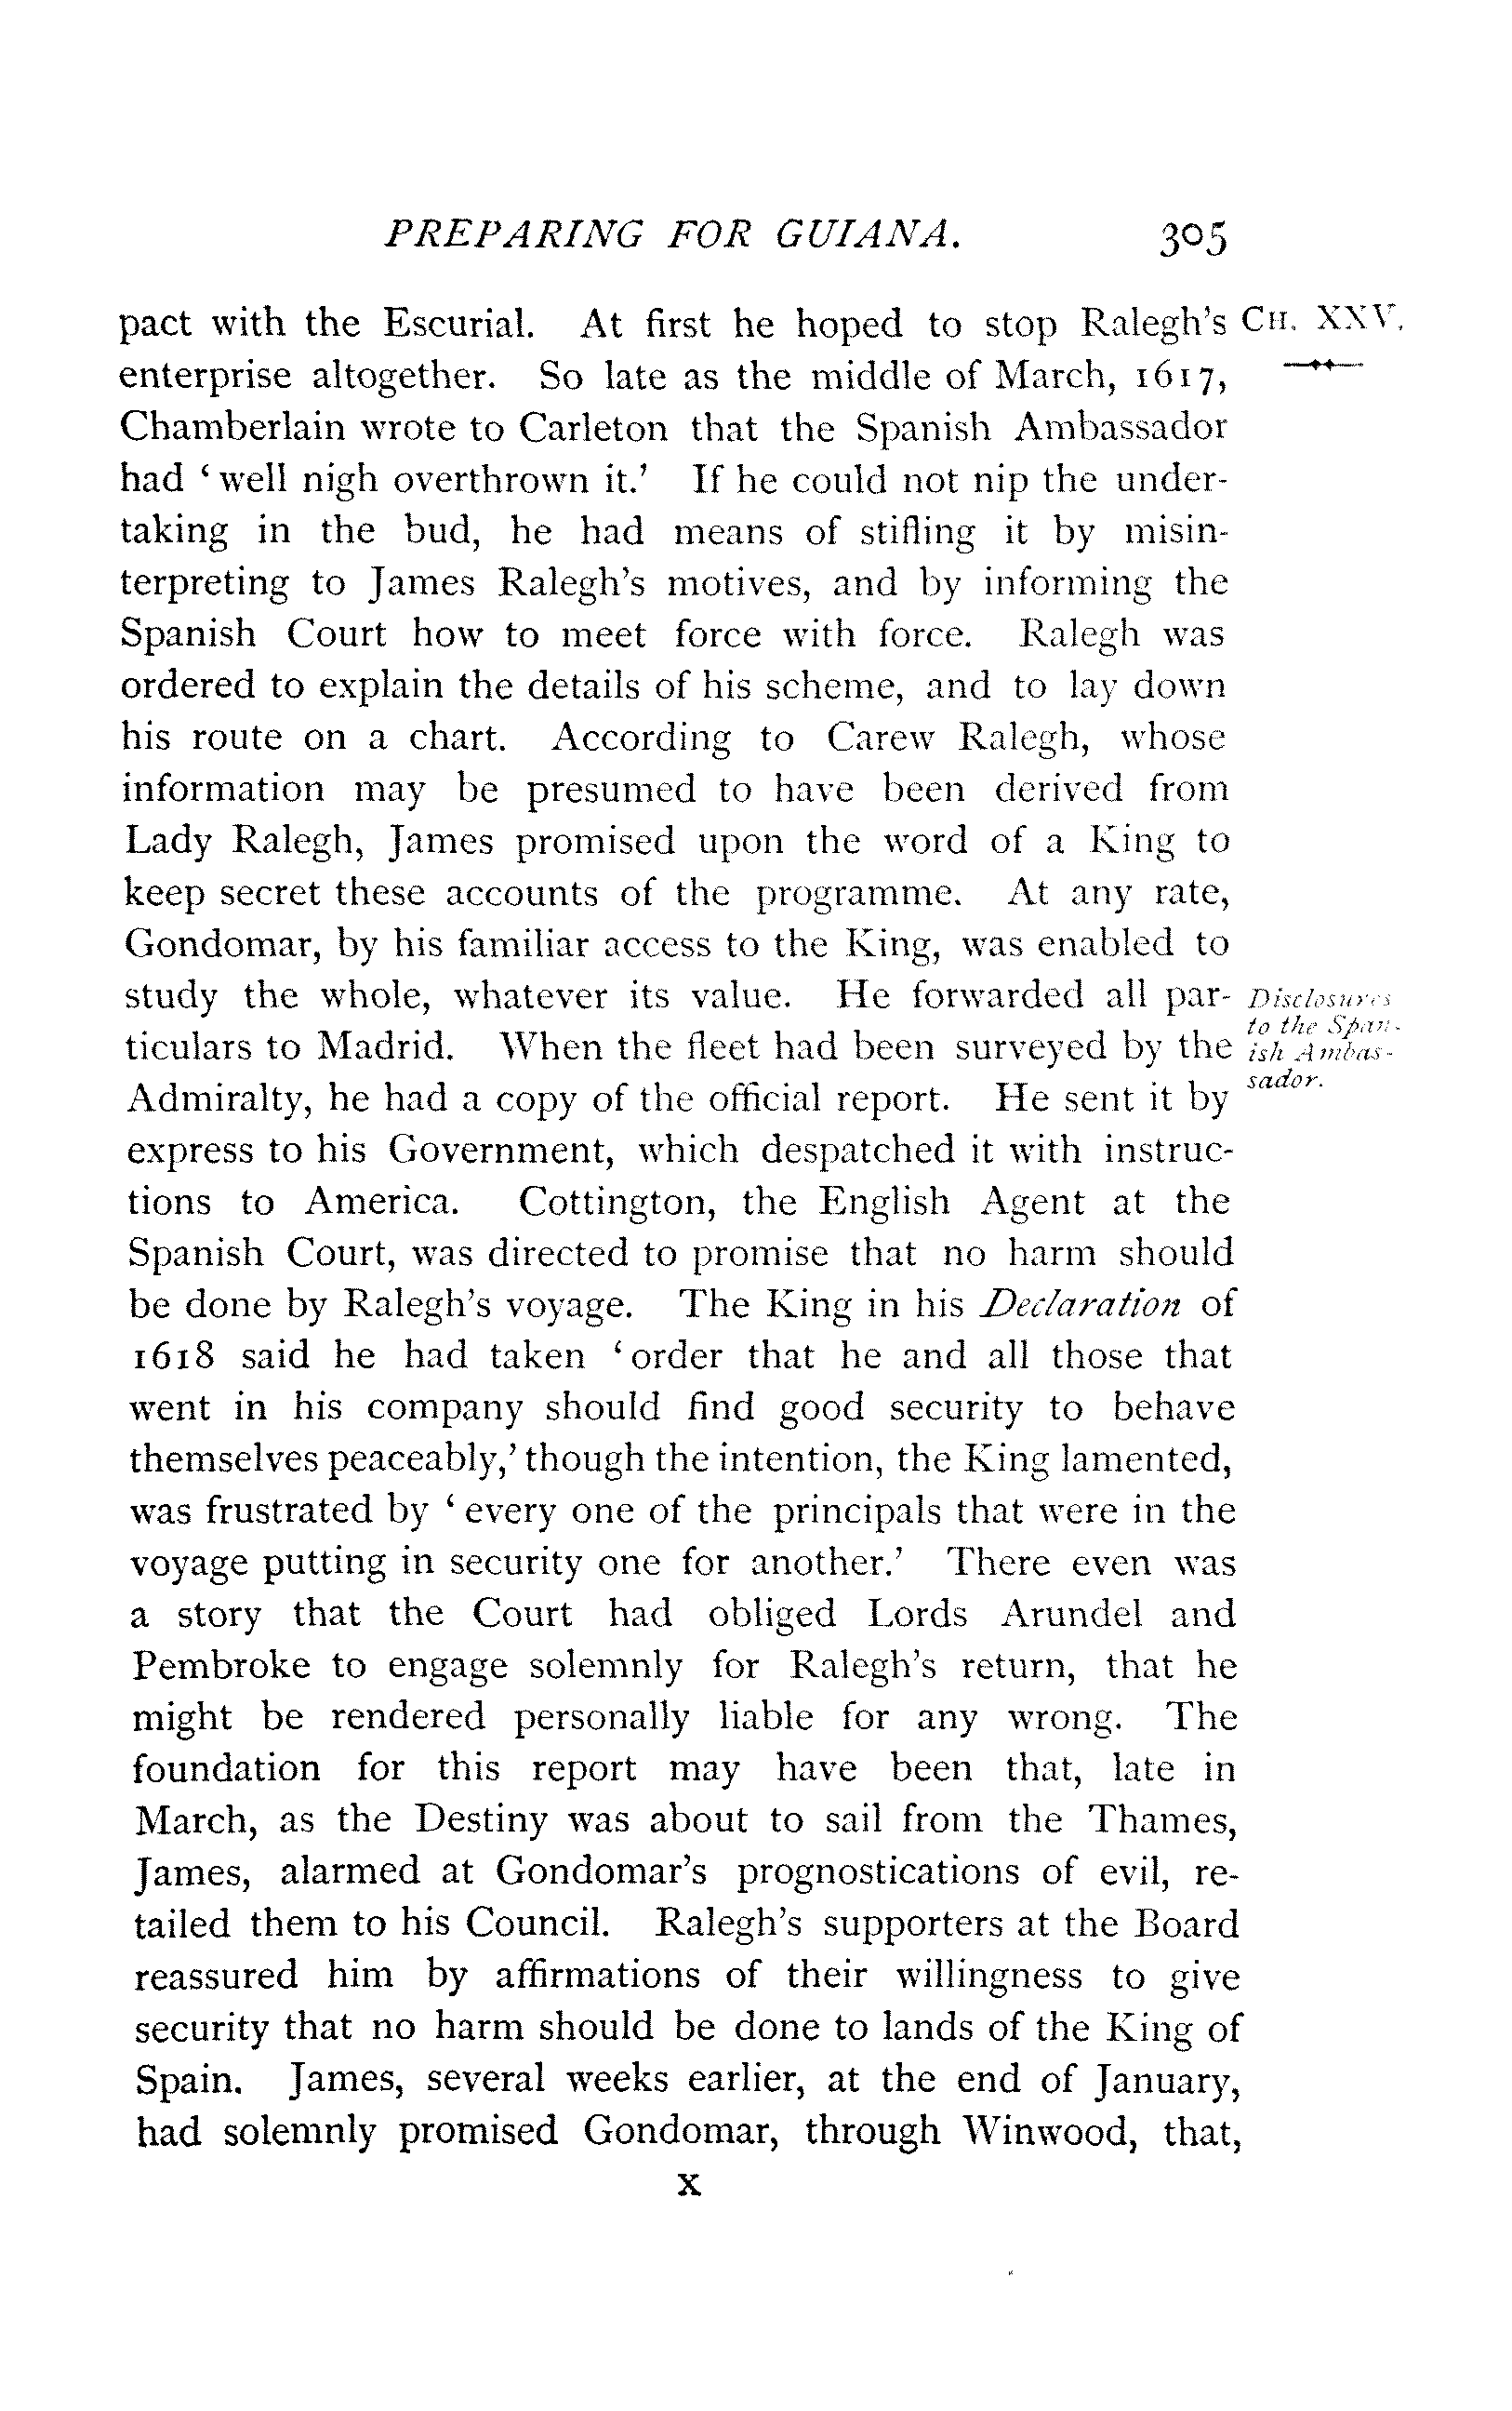 PREPARING FOR GUIANA. 305
pact with the Escurial. At first he hoped to stop Ralegh's
enterprise altogether. So late as the middle of March, 1617,
Chamberlain wrote to Carleton that the Spanish Ambassador
had ‘well nigh overthrown it.’ If he could not nip the under-
taking in the bud, he had means of stifling it by misin-
terpreting to James Ralegh's motives, and by informing the
Spanish Court how to meet force with force. Ralegh was
ordered to explain the details of his scheme, and to lay down
his route on a chart. According to Carew Ralegh, whose
information may be presumed to have been derived from
Lady Ralegh, James promised upon the word of a King to
keep secret these accounts of the programme. At any rate,
Gondomar, by his familiar access to the King, was enabled to
study the whole, whatever its value. He forwarded all par-
ticulars to Madrid. When the fleet had been surveyed by the
Admiralty, he had a copy of the official report. He sent it by
express to his Government, which despatched it with instruc-
tions to America. Cottington, the English Agent at the
Spanish Court, was directed to promise that no harm should
be done by Ralegh's voyage. The King in his Declaration of
1618 said he had taken ‘order that he and all those that
went in his company should find good security to behave
themselves peaceably,’ though the intention, the King lamented,
was frustrated by ‘every one of the principals that were in the
voyage putting in security one for another.’ There even was
a story that the Court had obliged Lords Arundel and
Pembroke to engage solemnly for Ralegh's return, that he
might be rendered personally liable for any wrong. The
foundation for this report may have been that, late in
March, as the Destiny was about to sail from the Thames,
James, alarmed at Gondomar's prognostications of evil, re-
tailed them to his Council. Ralegh's supporters at the Board
reassured him by affirmations of their willingness to give
security that no harm should be done to lands of the King of
Spain. James, several weeks earlier, at the end of January,
had solemnly promised Gondomar, through Winwood, that,
X
CH. XXV.
Disclosures
to the Span-
ish Ambas-
sador.